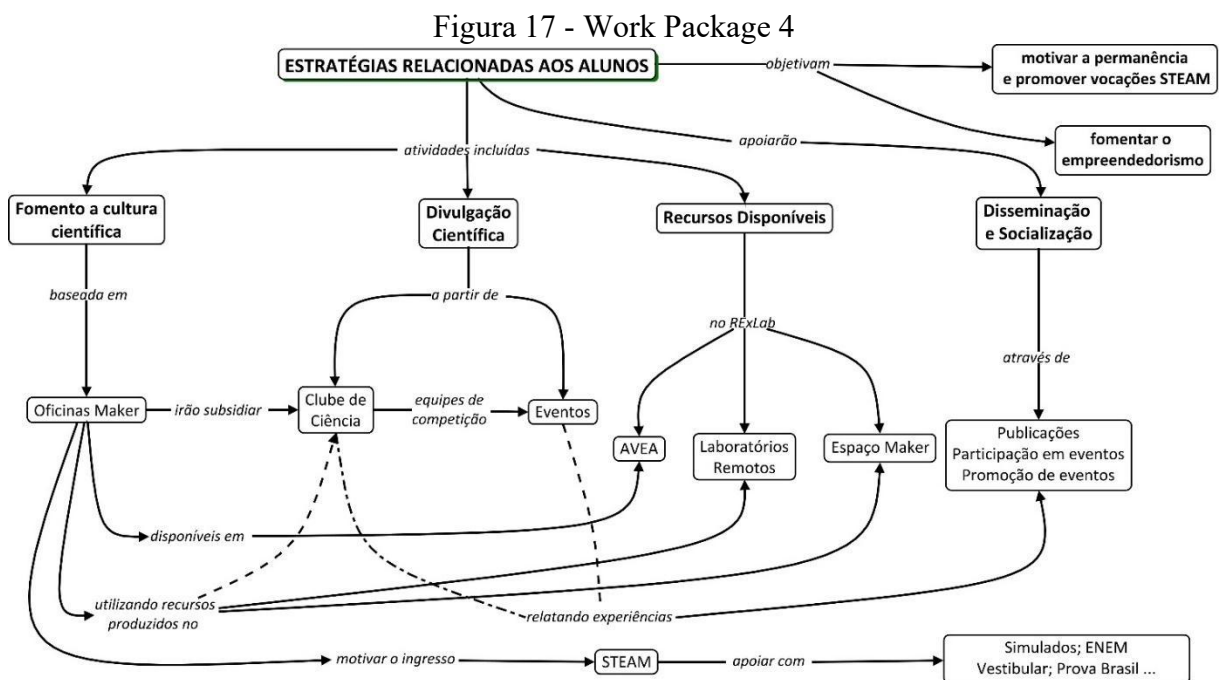 Figura 17 - Work Package 4
ESTRATÉGIAS RELACIONADAS AOS ALUNOS
objetivam
motivar a permanência
e promover vocações STEAM
fomentar o
empreendedorismo
atividades incluídas
apoiarão
Fomento a cultura
científica
Divulgação
Científica
Recursos Disponíveis
Disseminação
e Socialização
baseada em
a partir de
no RExLab
através de
Oficinas Maker
irão subsidiar
Clube de
Ciência
equipes de
competição
Eventos
AVEA
Laboratórios
Remotos
Espaço Maker
Publicações
Participação em eventos
Promoção de eventos
disponíveis em
utilizando recursos
produzidos no
relatando experiências
motivar o ingresso
STEAM
apoiar com
Simulados; ENEM
Vestibular; Prova Brasil ...